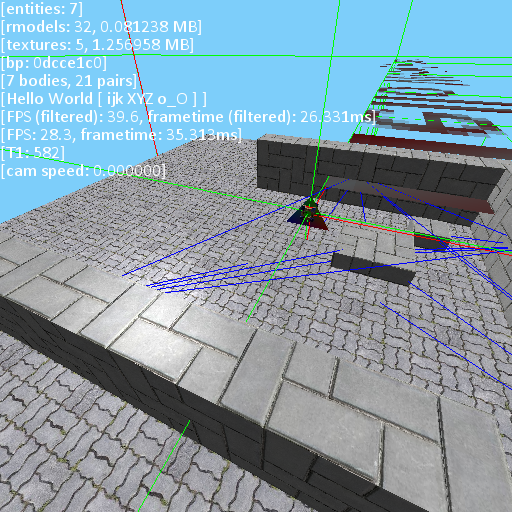 [entities: 7]
[rmodels: 32, 0.081238 MB]
[textures: 5, 1.256958 MB]
[bp: 0dcce1c0]
[7 bodies, 21 pairs]
[Hello World [ ijk XYZ o_O ] ]
[FPS (filtered): 39.6, frametime (filtered): 26.331ms]
[FPS: 28.3, frametime: 35.313ms]
[T1: 582]
[cam speed: 0.000000]